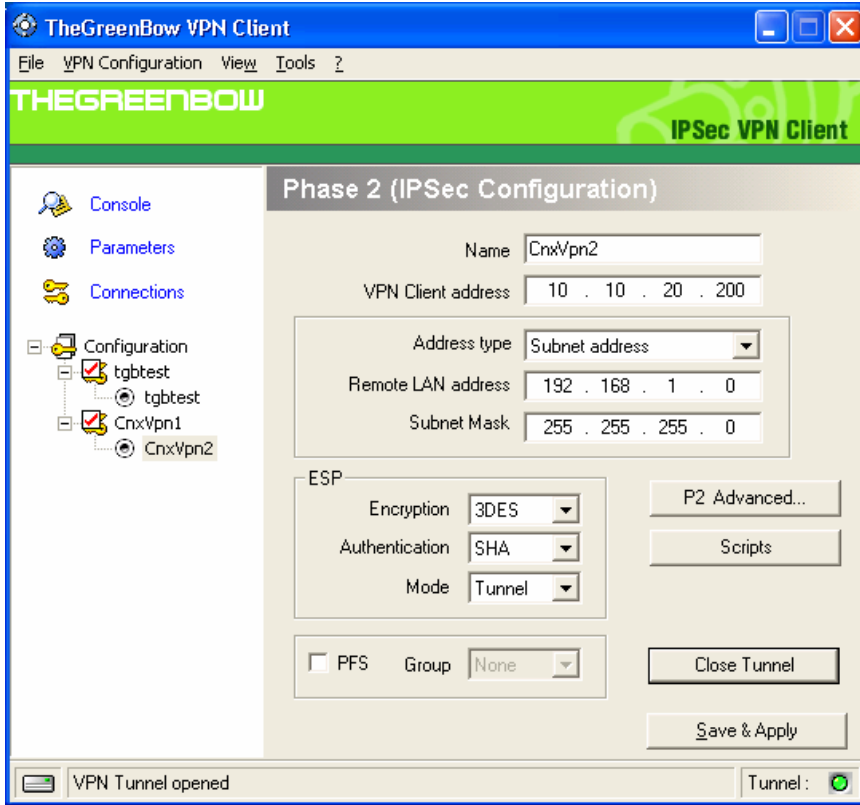 TheGreenBow VPN Client
File VPN Configuration View Tools ?
THEGREENBOW
IPSec VPN Client
Console
Parameters
Connections
Configuration
tgbtest
tgbtest
CnxVpn1
CnxVpn2
Phase 2 (IPSec Configuration)
Name CnxVpn2
VPN Client address 10 . 10 . 20 . 200
Address type Subnet address
Remote LAN address 192 . 168 . 1 . 0
Subnet Mask 255 . 255 . 255 . 0
ESP
Encryption 3DES
Authentication SHA
Mode Tunnel
P2 Advanced...
Scripts
PFS Group None
Close Tunnel
Save & Apply
VPN Tunnel opened
Tunnel :